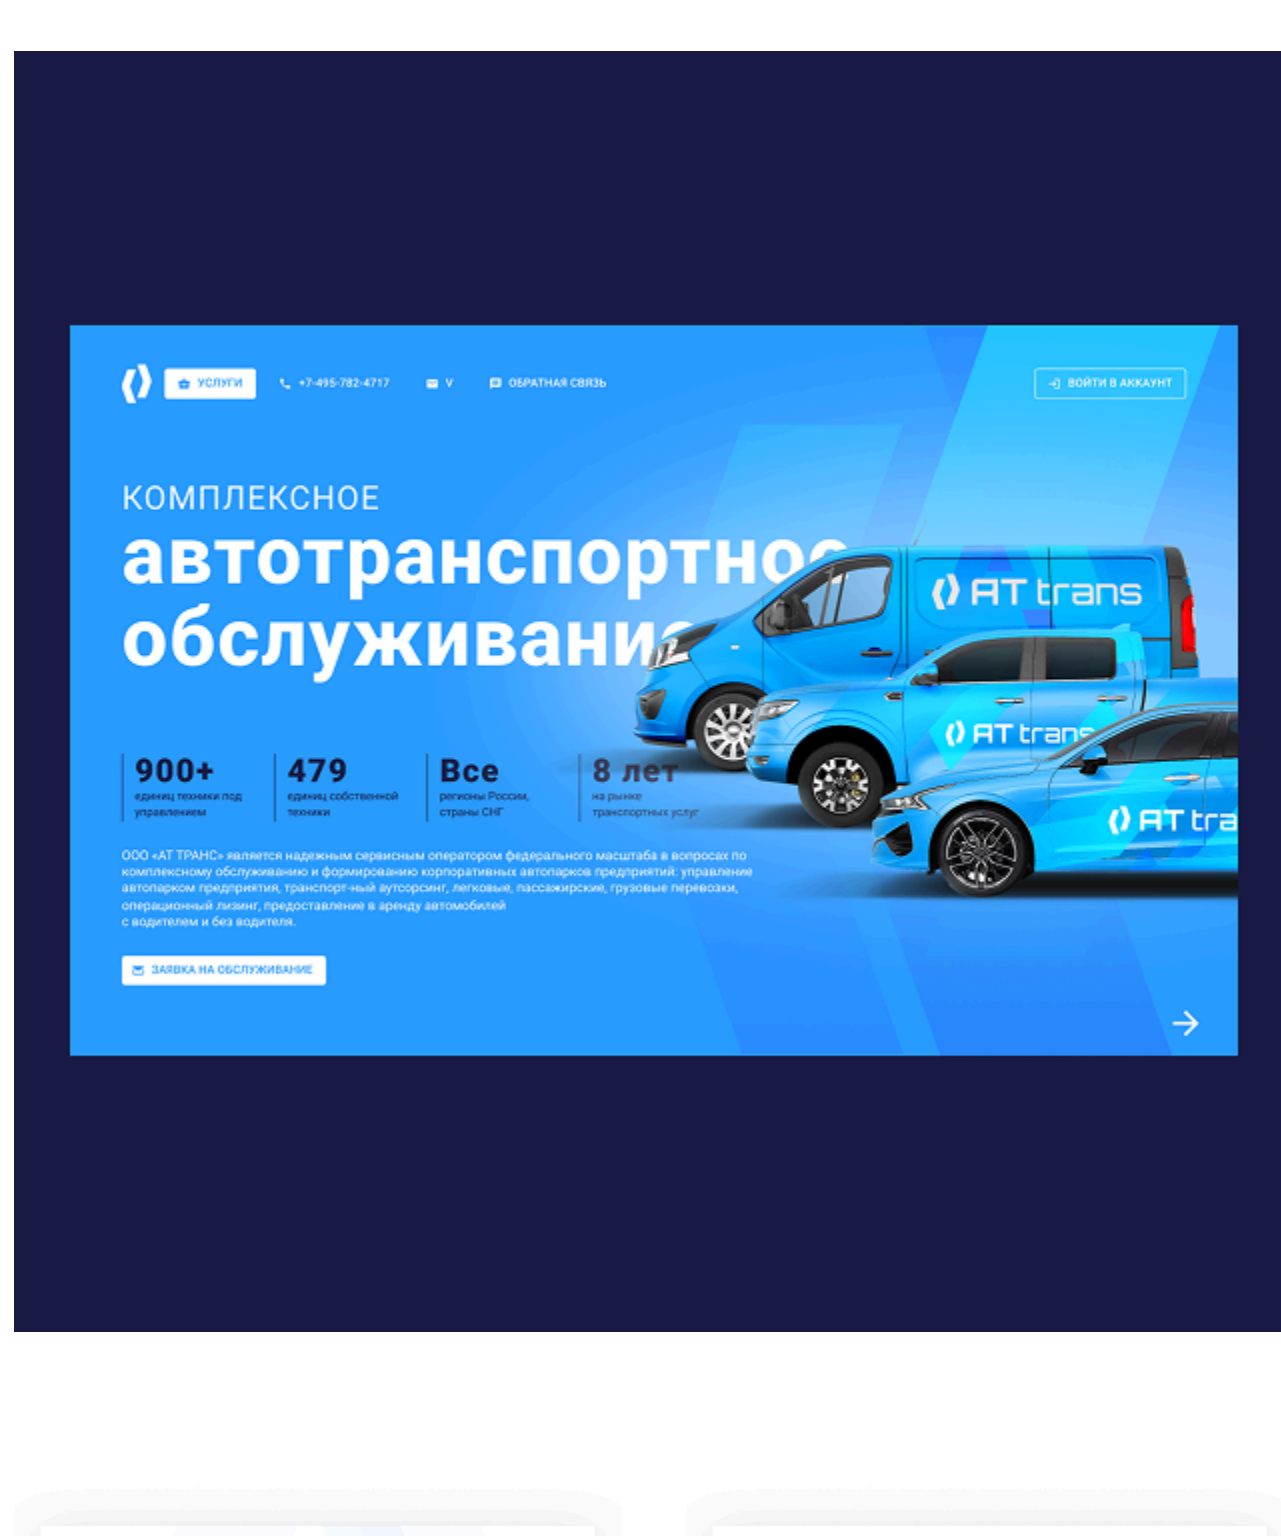 УСЛУГИ
+7-495-782-4717
V
ОБРАТНАЯ СВЯЗЬ
ВОЙТИ В АККАУНТ
КОМПЛЕКСНОЕ
автотранспортное
обслуживание
AT trans
AT trans
AT tra
900+
единиц техники под
управлением
479
единиц собственной
техники
Все
регионы России,
страны СНГ
8 лет
на рынке
транспортных услуг
ООО «АТ ТРАНС» является надежным сервисным оператором федерального масштаба в вопросах по
комплексному обслуживанию и формированию корпоративных автопарков предприятий: управление
автопарком предприятия, транспорт-ный аутсорсинг, легковые, пассажирские, грузовые перевозки,
операционный лизинг, предоставление в аренду автомобилей
с водителем и без водителя.
ЗАЯВКА НА ОБСЛУЖИВАНИЕ